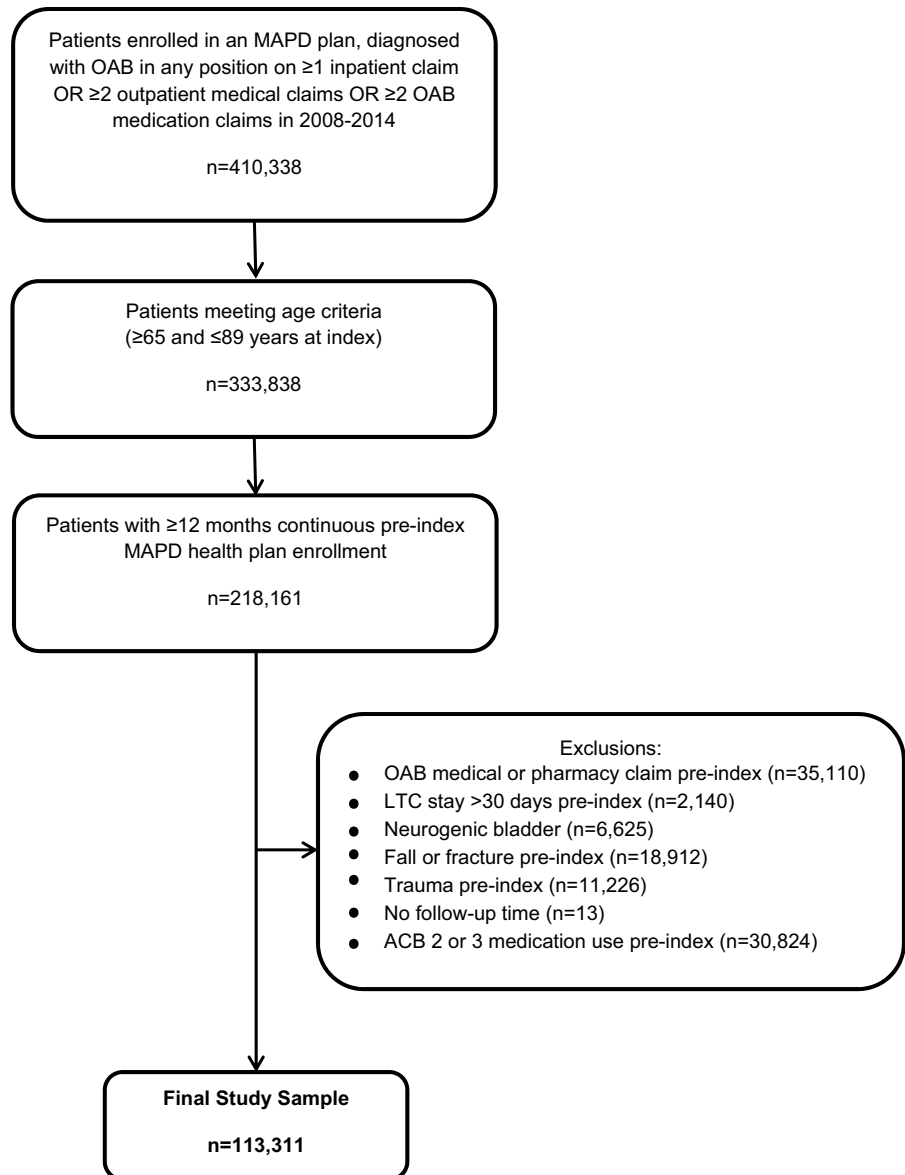 Patients enrolled in an MAPD plan, diagnosed
with OAB in any position on ≥1 inpatient claim
OR ≥2 outpatient medical claims OR ≥2 OAB
medication claims in 2008-2014
n=410,338
Patients meeting age criteria
(≥65 and ≤89 years at index)
n=333,838
Patients with ≥12 months continuous pre-index
MAPD health plan enrollment
n=218,161
Exclusions:
● OAB medical or pharmacy claim pre-index (n=35,110)
● LTC stay >30 days pre-index (n=2,140)
● Neurogenic bladder (n=6,625)
● Fall or fracture pre-index (n=18,912)
● Trauma pre-index (n=11,226)
● No follow-up time (n=13)
● ACB 2 or 3 medication use pre-index (n=30,824)
Final Study Sample
n=113,311